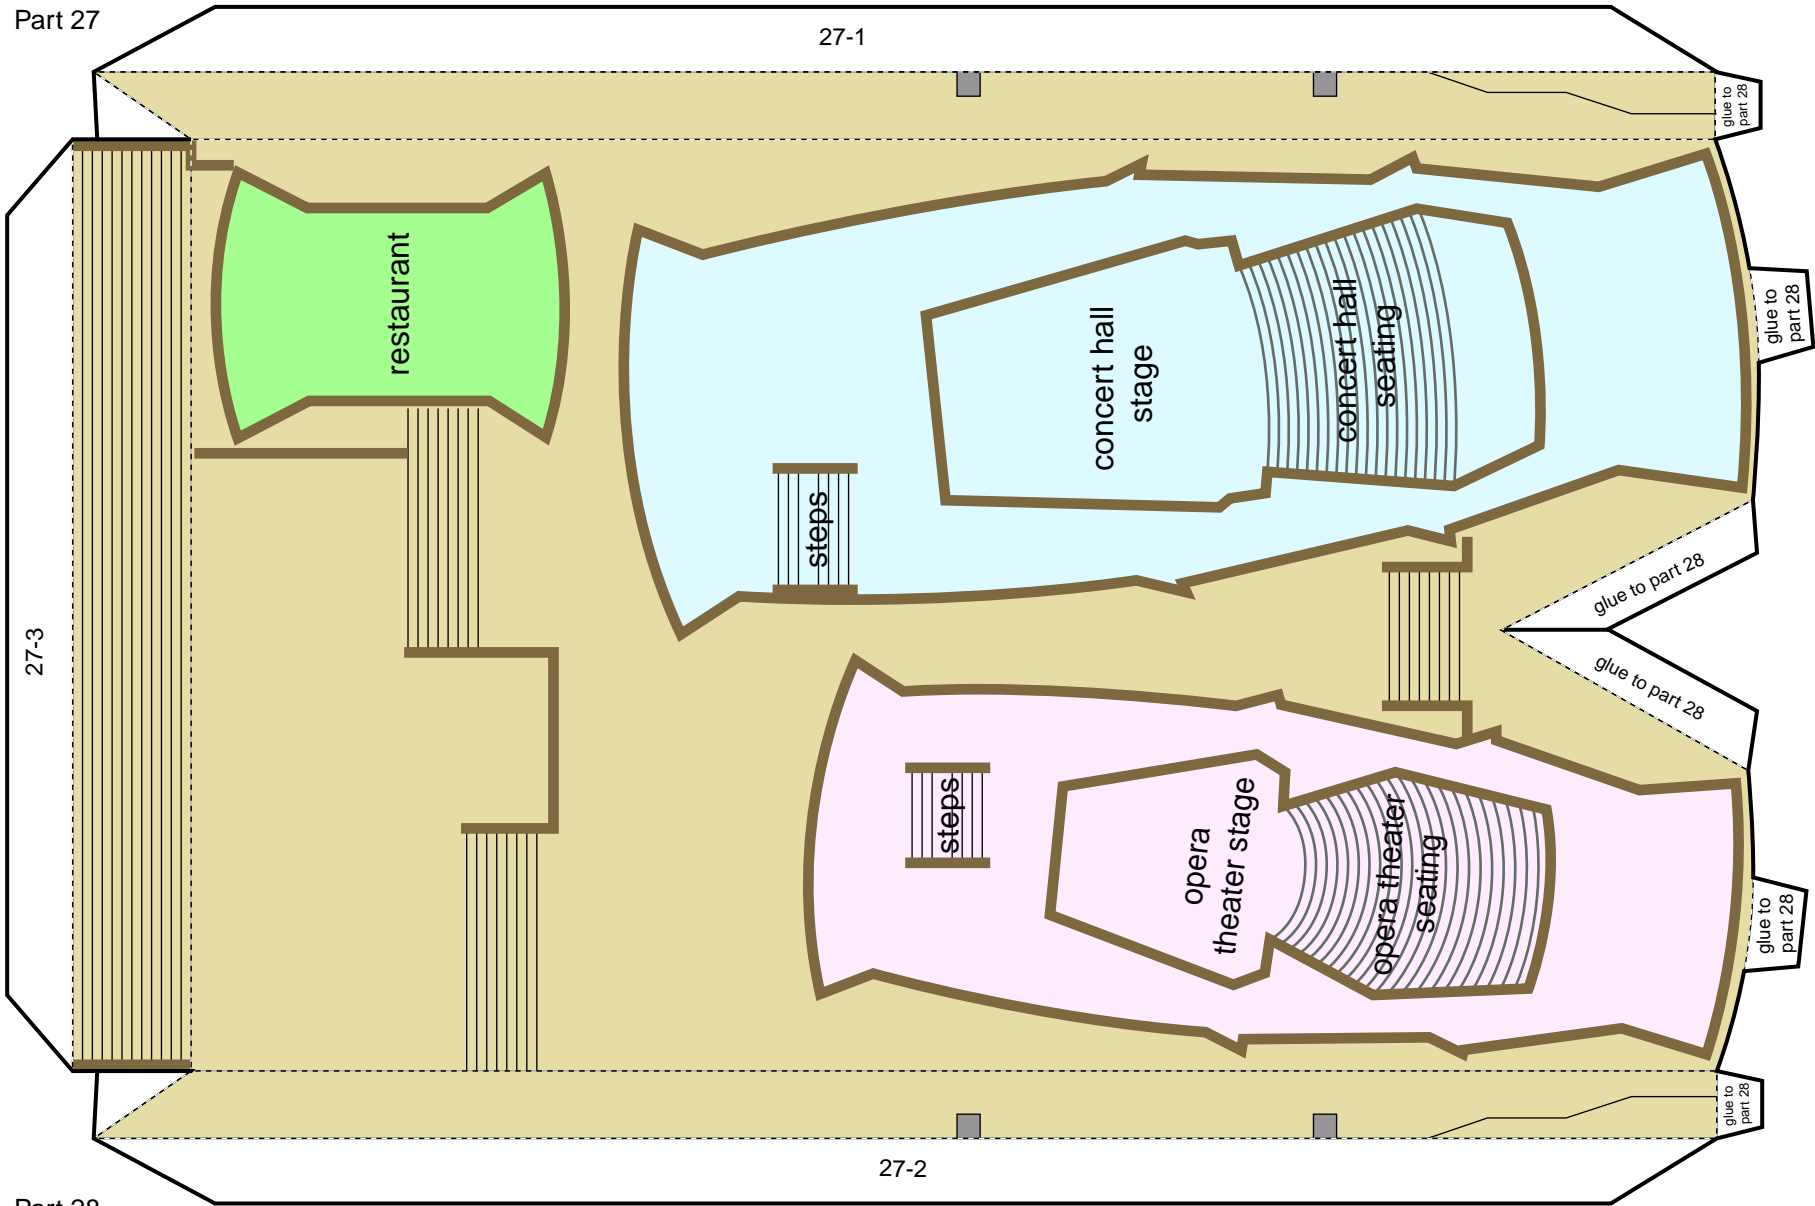 Part 27
27-1
glue to
part 28
restaurant
concert hall
stage
concert hall
seating
glue to
part 28
steps
glue to part 28
27-3
glue to part 28
steps
opera
theater stage
opera theater
seating
glue to
part 28
glue to
part 28
27-2
Part 28